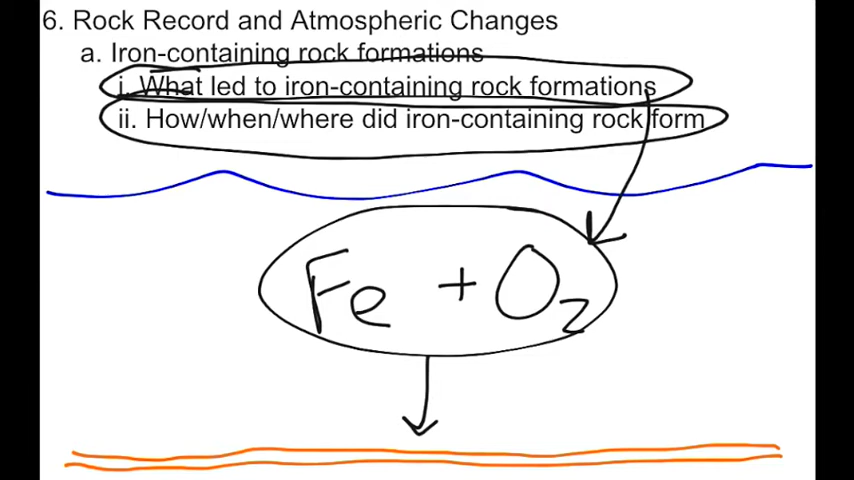 6. Rock Record and Atmospheric Changes
a. Iron-containing rock formations
i. What led to iron-containing rock formations
ii. How/when/where did iron-containing rock form
Fe + O₂